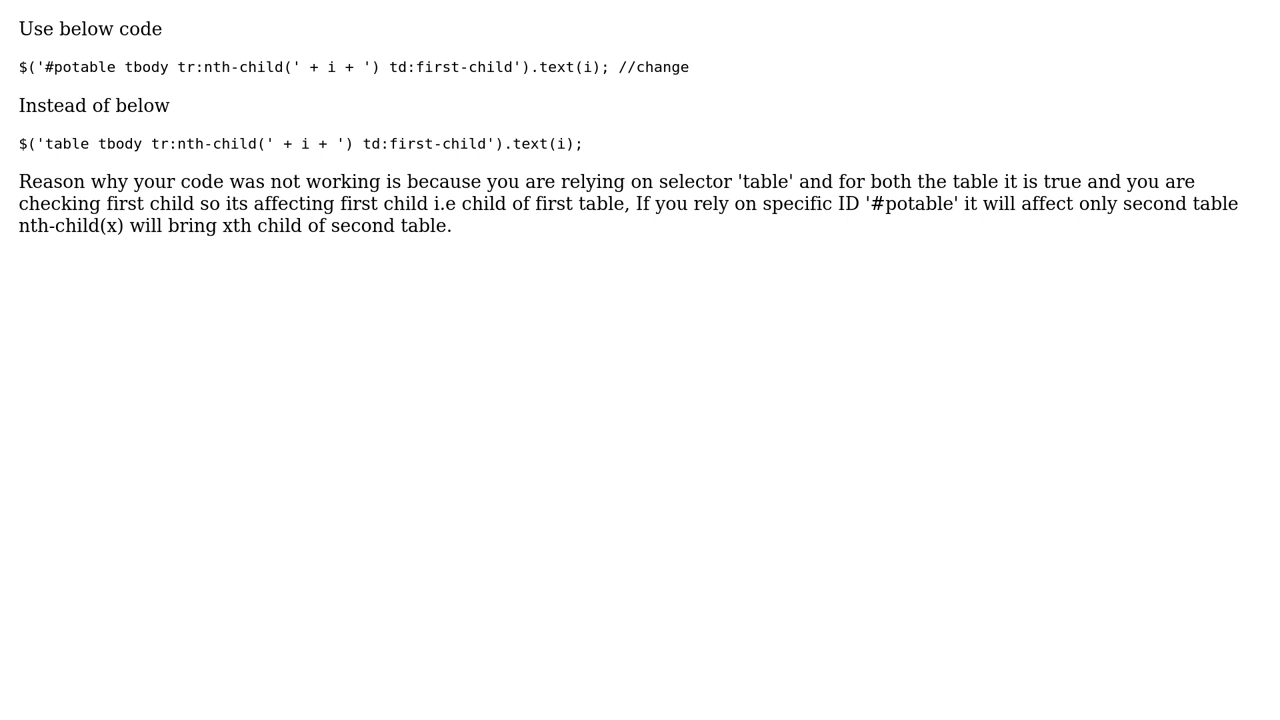 Use below code
$('#potable tbody tr:nth-child(' + i + ') td:first-child').text(i); //change
Instead of below
$('table tbody tr:nth-child(' + i + ') td:first-child').text(i);
Reason why your code was not working is because you are relying on selector 'table' and for both the table it is true and you are
checking first child so its affecting first child i.e child of first table, If you rely on specific ID '#potable' it will affect only second table
nth-child(x) will bring xth child of second table.